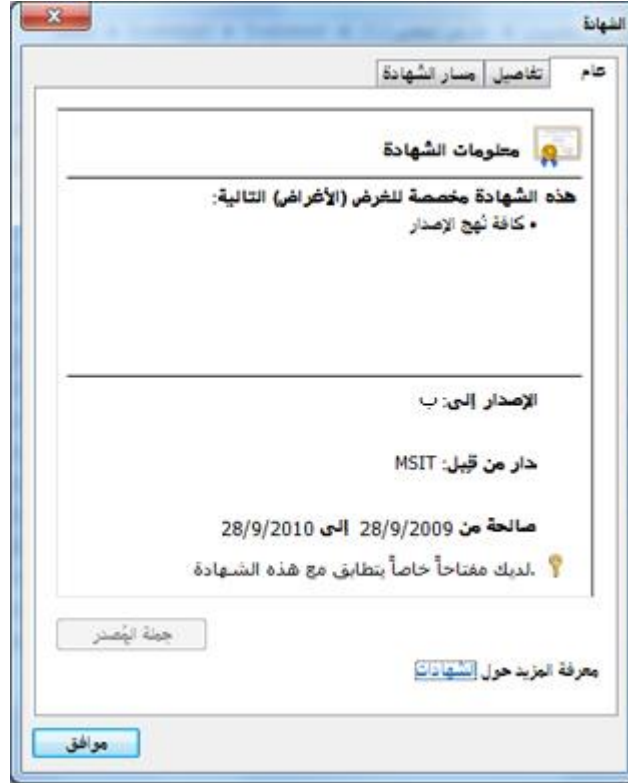 الشهادة
عام
تفاصيل
مسار الشهادة
معلومات الشهادة
هذه الشهادة مخصصة للغرض (الأغراض) التالية:
• كافة نُهج الإصدار
الإصدار إلى: ب
دار من قِبل: MSIT
صالحة من 28/9/2009 إلى 28/9/2010
.لديك مفتاحاً خاصاً يتطابق مع هذه الشهادة
جملة المُصدر
معرفة المزيد حول الشهادات
موافق